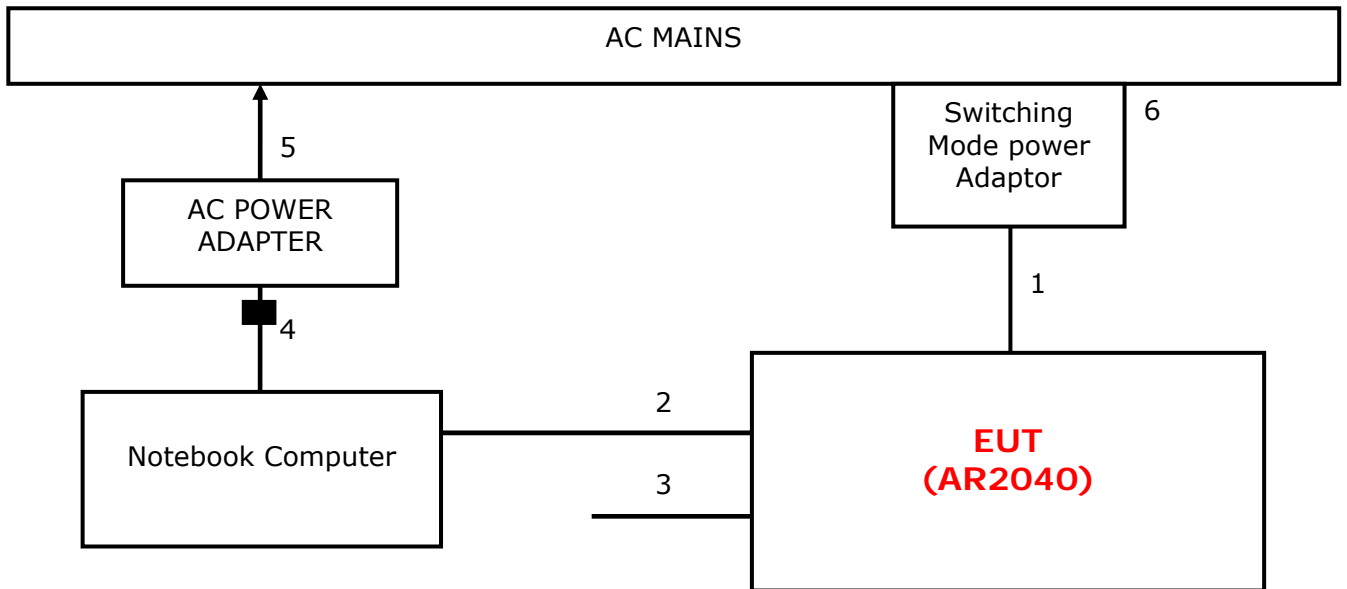 AC MAINS
Switching
Mode power
Adaptor
6
5
AC POWER
ADAPTER
1
4
2
Notebook Computer
EUT
(AR2040)
3